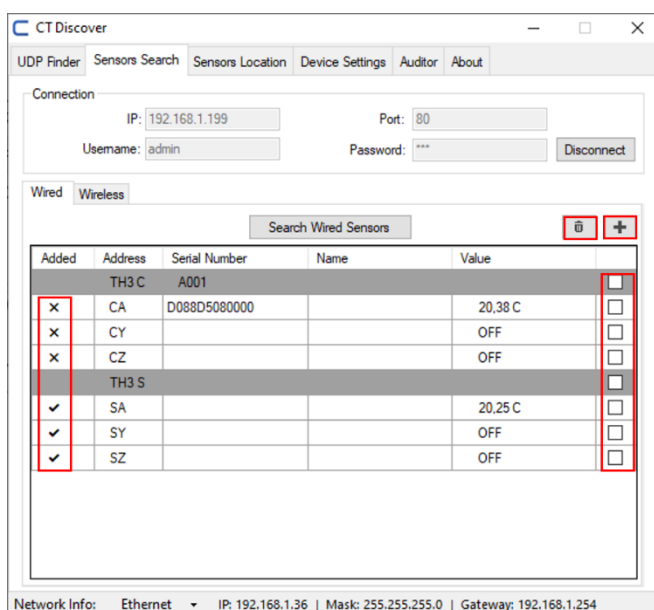 CT Discover
UDP Finder Sensors Search Sensors Location Device Settings Auditor About
Connection
IP: 192.168.1.199 Port: 80
Username: admin Password: *** Disconnect
Wired Wireless
Search Wired Sensors
Added Address Serial Number Name Value
TH3 C A001
CA D088D5080000 20,38 C
CY OFF
CZ OFF
TH3 S
SA 20,25 C
SY OFF
SZ OFF
Network Info: Ethernet IP: 192.168.1.36 | Mask: 255.255.255.0 | Gateway: 192.168.1.254